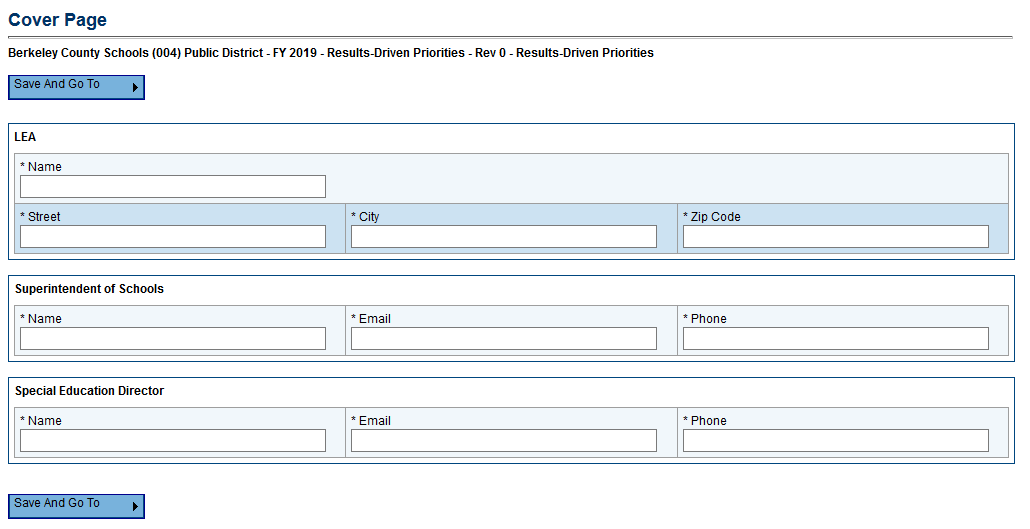 Cover Page
Berkeley County Schools (004) Public District - FY 2019 - Results-Driven Priorities - Rev 0 - Results-Driven Priorities
Save And Go To
LEA
* Name
* Street * City * Zip Code
Superintendent of Schools
* Name * Email * Phone
Special Education Director
* Name * Email * Phone
Save And Go To